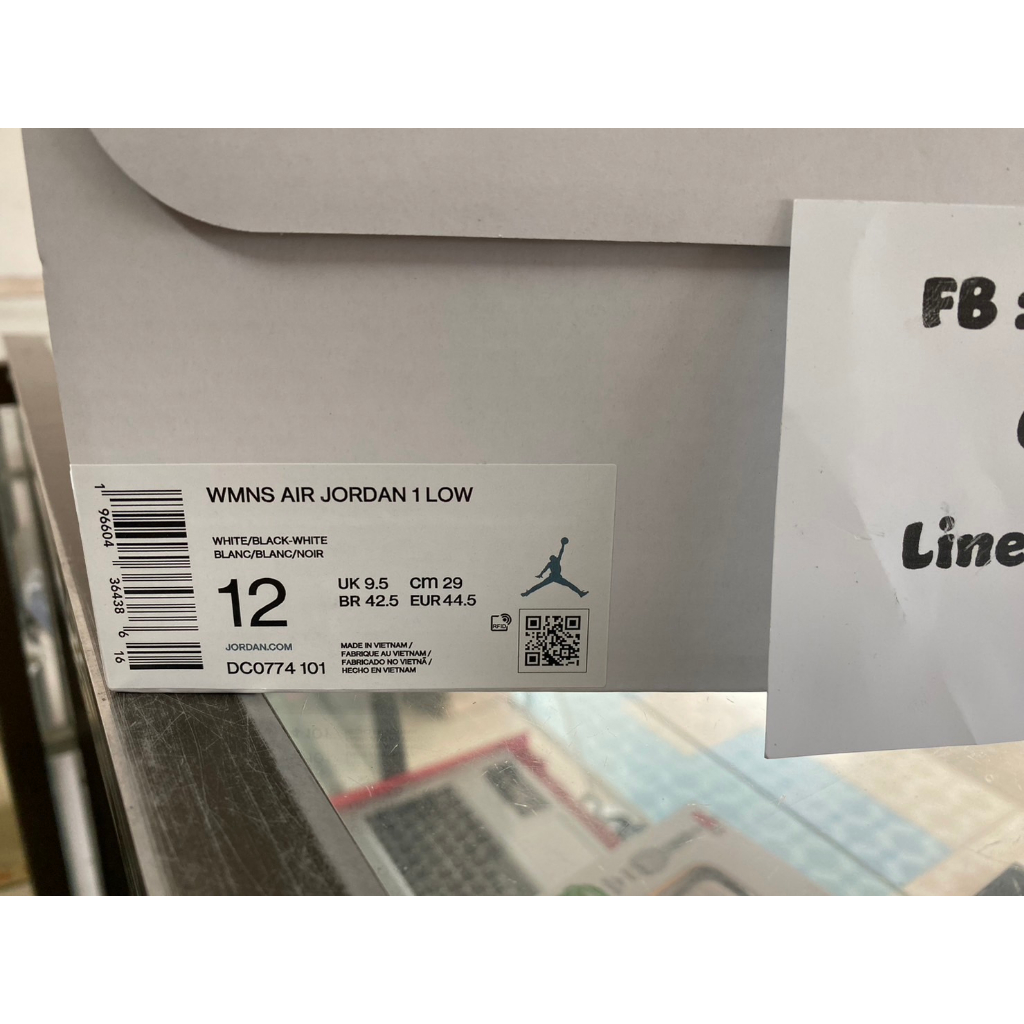 WMNS AIR JORDAN 1 LOW
WHITE/BLACK-WHITE
BLANC/BLANC/NOIR
12
UK 9.5 cm 29
BR 42.5 EUR 44.5
RFID
JORDAN.COM
DC0774 101
MADE IN VIETNAM /
FABRIQUE AU VIETNAM /
FABRICADO NO VIETNÃ /
HECHO EN VIETNAM
1 96604 36438 6 16
FB :
Line